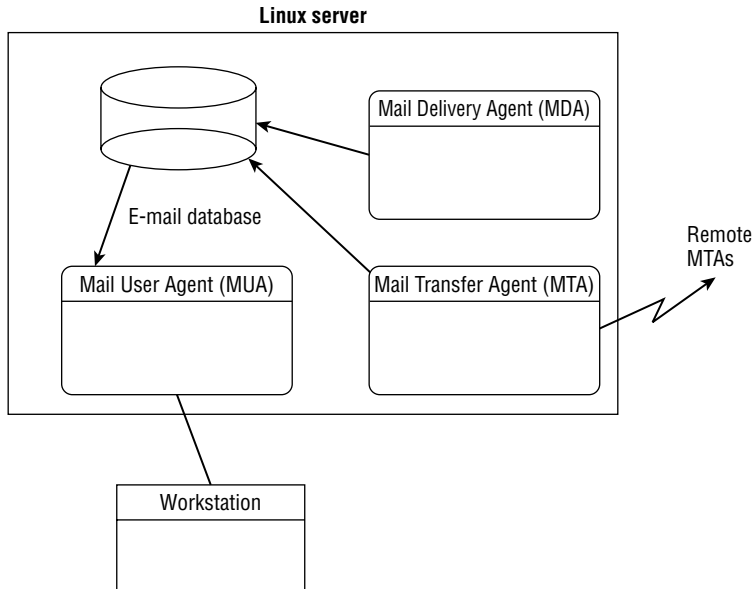 Linux server
Mail Delivery Agent (MDA)
E-mail database
Remote
MTAs
Mail User Agent (MUA)
Mail Transfer Agent (MTA)
Workstation